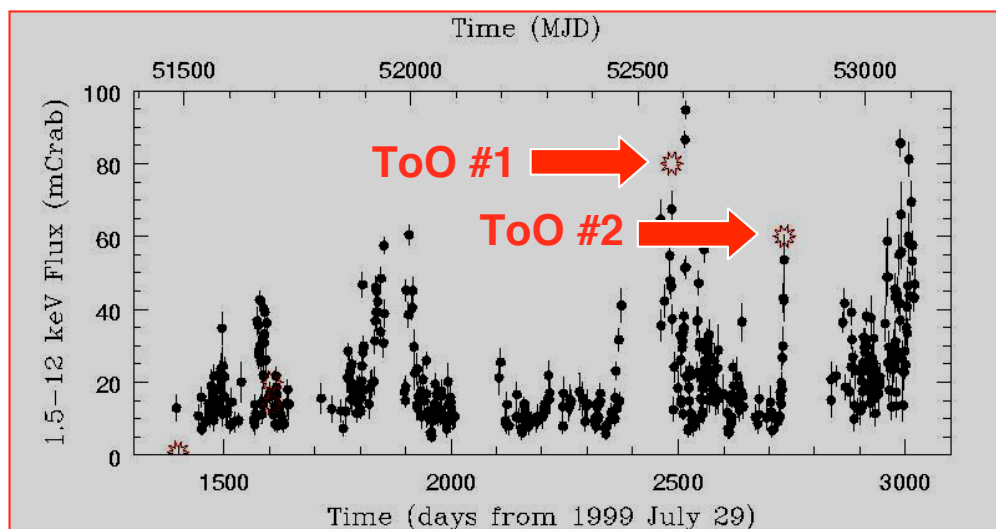 Time (MJD)
51500 52000 52500 53000
1.5-12 keV Flux (mCrab)
100
80
60
40
20
0
ToO #1
ToO #2
1500 2000 2500 3000
Time (days from 1999 July 29)